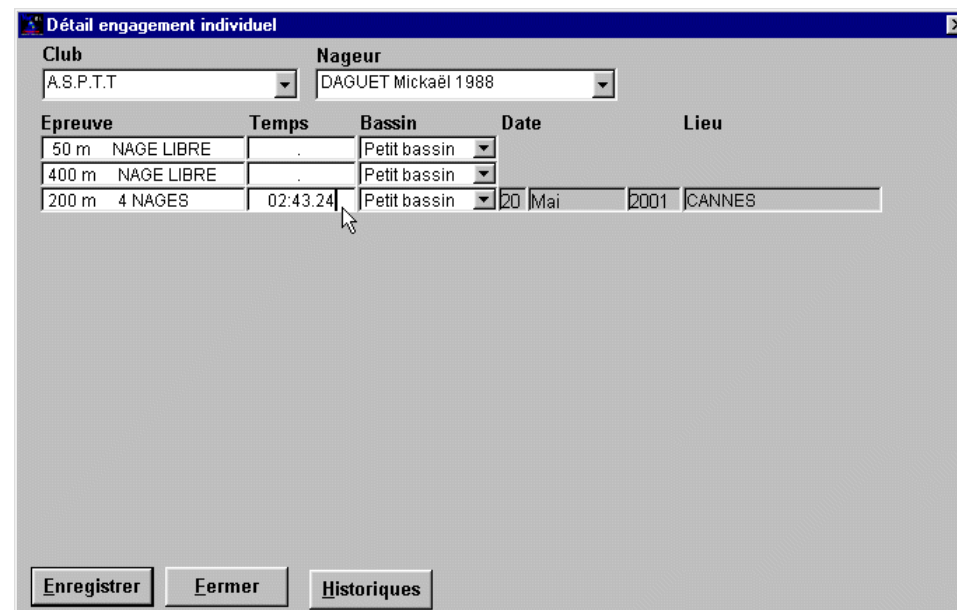 Détail engagement individuel
Club Nageur
A.S.P.T.T DAGUET Mickaël 1988
Epreuve Temps Bassin Date Lieu
50 m NAGE LIBRE . Petit bassin
400 m NAGE LIBRE . Petit bassin
200 m 4 NAGES 02:43.24 Petit bassin 20 Mai 2001 CANNES
Enregistrer Fermer Historiques